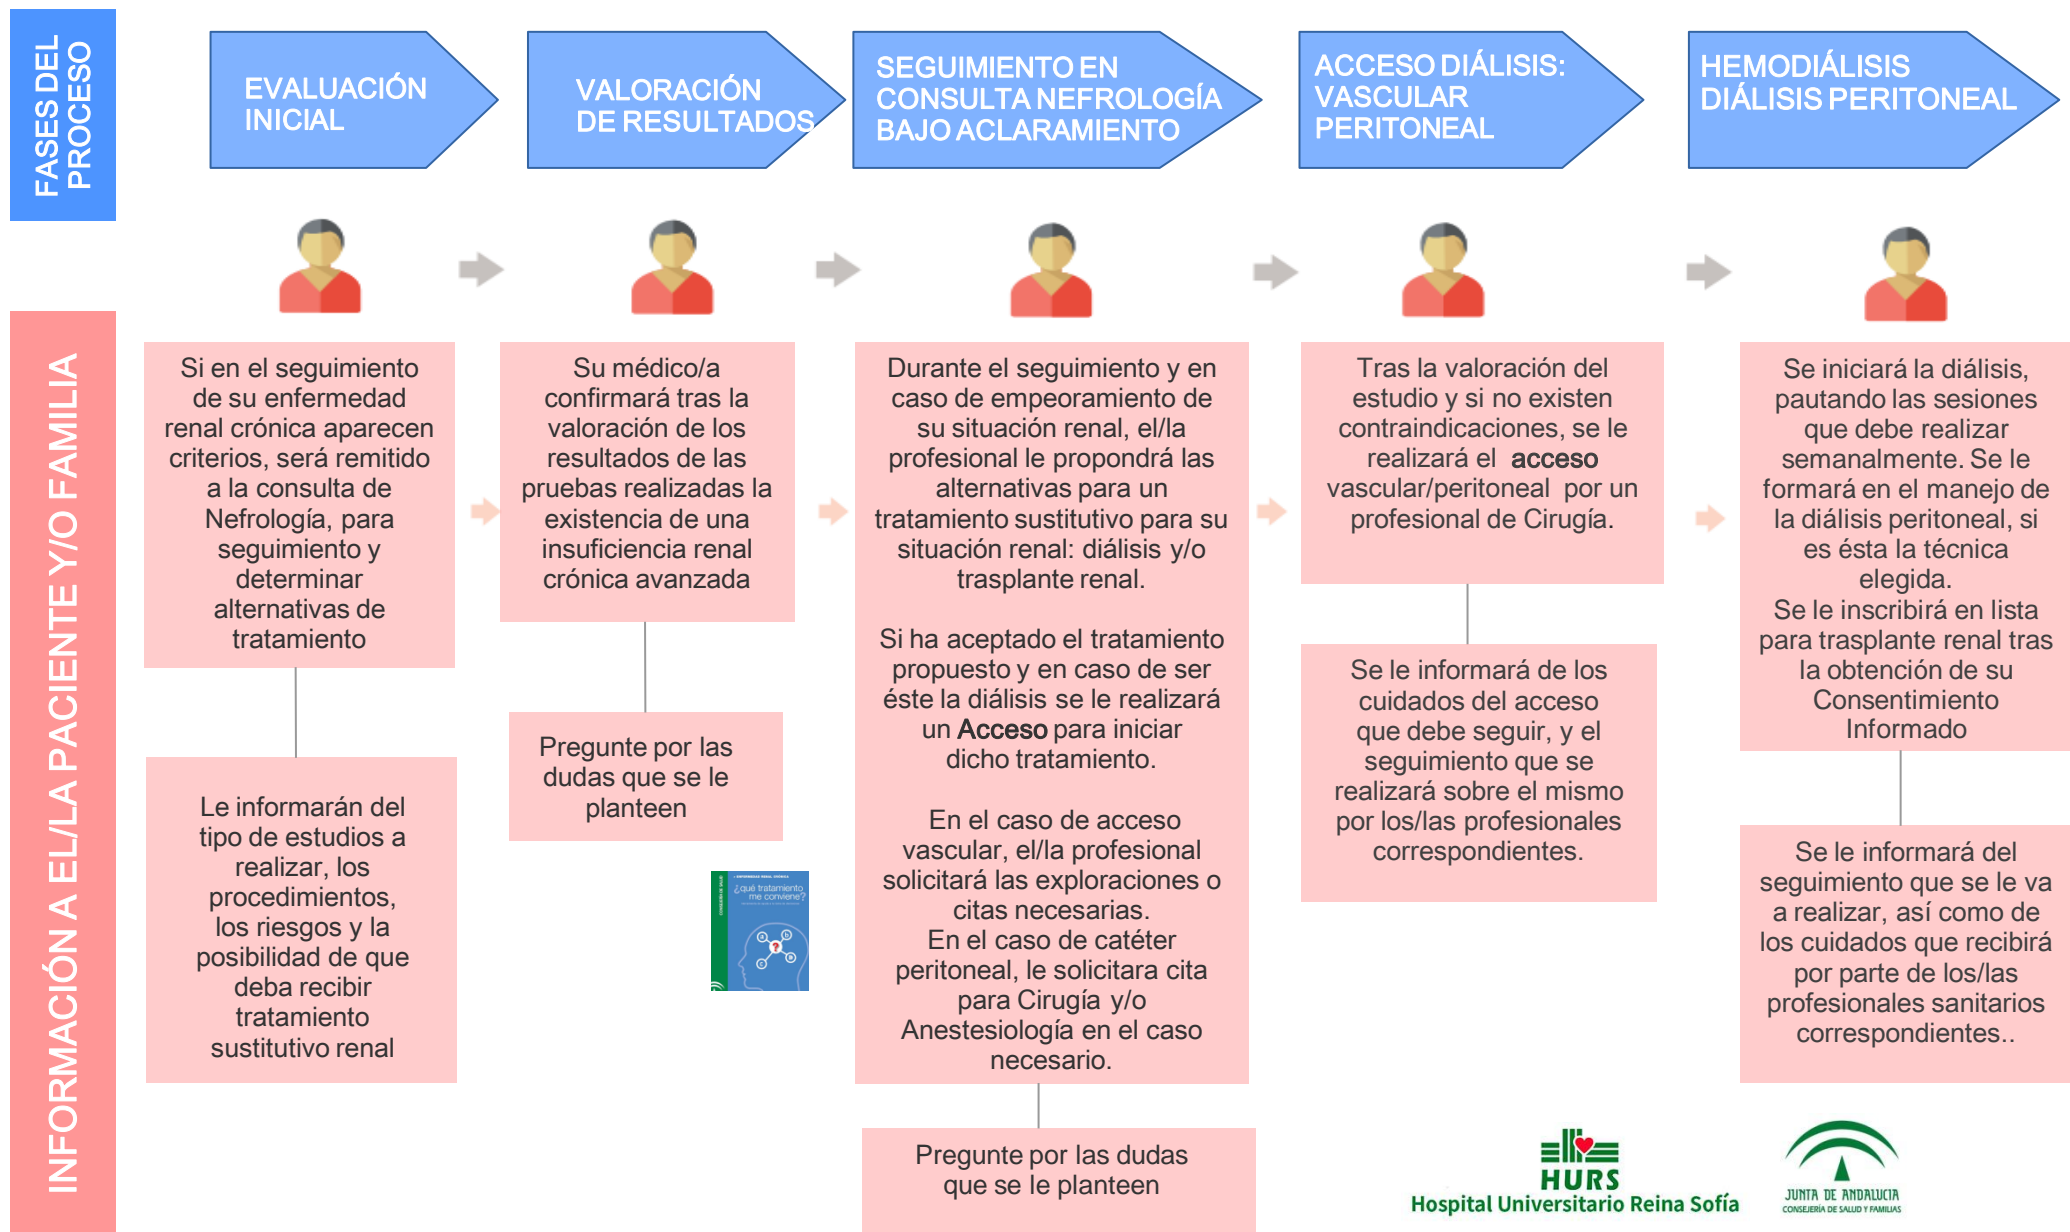 FASES DEL
PROCESO
EVALUACIÓN
INICIAL
VALORACIÓN
DE RESULTADOS
SEGUIMIENTO EN
CONSULTA NEFROLOGÍA
BAJO ACLARAMIENTO
ACCESO DIÁLISIS:
VASCULAR
PERITONEAL
HEMODIÁLISIS
DIÁLISIS PERITONEAL
INFORMACIÓN A EL/LA PACIENTE Y/O FAMILIA
Si en el seguimiento
de su enfermedad
renal crónica aparecen
criterios, será remitido
a la consulta de
Nefrología, para
seguimiento y
determinar
alternativas de
tratamiento
Le informarán del
tipo de estudios a
realizar, los
procedimientos,
los riesgos y la
posibilidad de que
deba recibir
tratamiento
sustitutivo renal
Su médico/a
confirmará tras la
valoración de los
resultados de las
pruebas realizadas la
existencia de una
insuficiencia renal
crónica avanzada
Pregunte por las
dudas que se le
planteen
CONSEJERÍA DE SALUD
ENFERMEDAD RENAL CRÓNICA
¿qué tratamiento
me conviene?
a
b
?
c
e
Durante el seguimiento y en
caso de empeoramiento de
su situación renal, el/la
profesional le propondrá las
alternativas para un
tratamiento sustitutivo para su
situación renal: diálisis y/o
trasplante renal.
Si ha aceptado el tratamiento
propuesto y en caso de ser
éste la diálisis se le realizará
un Acceso para iniciar
dicho tratamiento.
En el caso de acceso
vascular, el/la profesional
solicitará las exploraciones o
citas necesarias.
En el caso de catéter
peritoneal, le solicitara cita
para Cirugía y/o
Anestesiología en el caso
necesario.
Pregunte por las dudas
que se le planteen
Tras la valoración del
estudio y si no existen
contraindicaciones, se le
realizará el acceso
vascular/peritoneal por un
profesional de Cirugía.
Se le informará de los
cuidados del acceso
que debe seguir, y el
seguimiento que se
realizará sobre el mismo
por los/las profesionales
correspondientes.
Se iniciará la diálisis,
pautando las sesiones
que debe realizar
semanalmente. Se le
formará en el manejo de
la diálisis peritoneal, si
es ésta la técnica
elegida.
Se le inscribirá en lista
para trasplante renal tras
la obtención de su
Consentimiento
Informado
Se le informará del
seguimiento que se le va
a realizar, así como de
los cuidados que recibirá
por parte de los/las
profesionales sanitarios
correspondientes..
HURS
Hospital Universitario Reina Sofía
JUNTA DE ANDALUCIA
CONSEJERÍA DE SALUD Y FAMILIAS